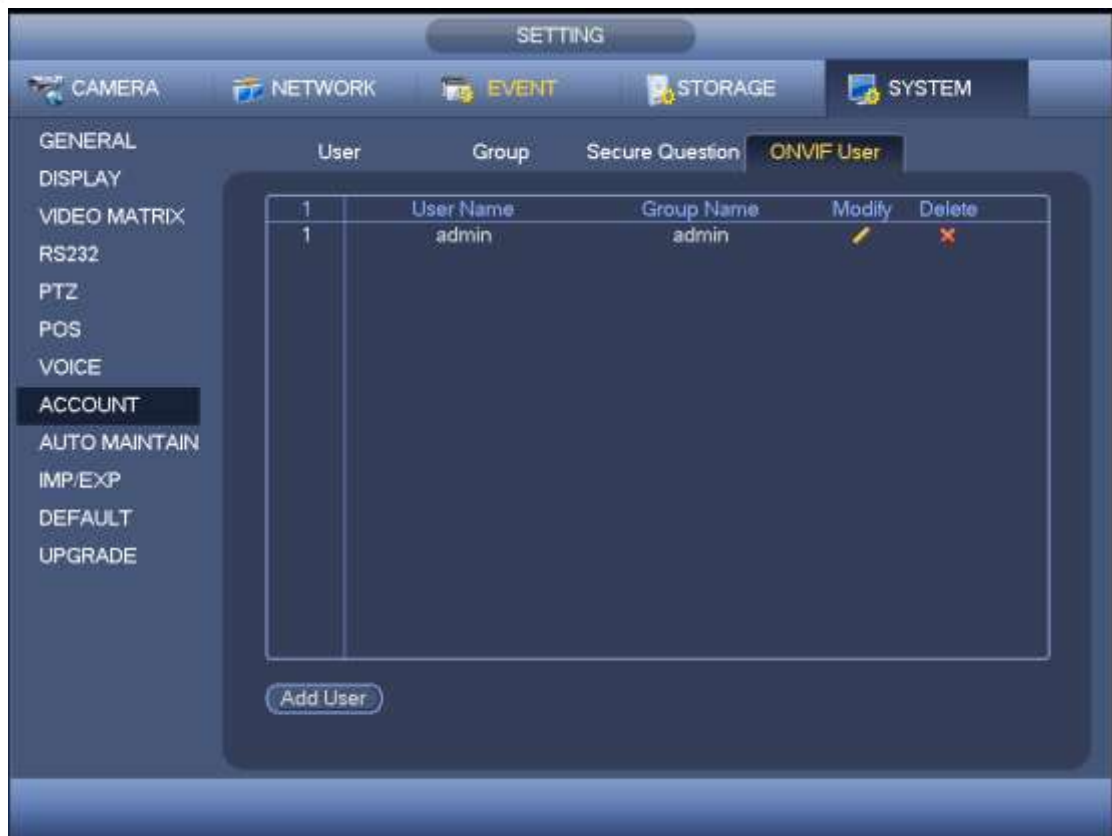 SETTING
CAMERA NETWORK EVENT STORAGE SYSTEM
GENERAL
DISPLAY
VIDEO MATRIX
RS232
PTZ
POS
VOICE
ACCOUNT
AUTO MAINTAIN
IMP/EXP
DEFAULT
UPGRADE
User Group Secure Question ONVIF User
1 User Name Group Name Modify Delete
1 admin admin
Add User